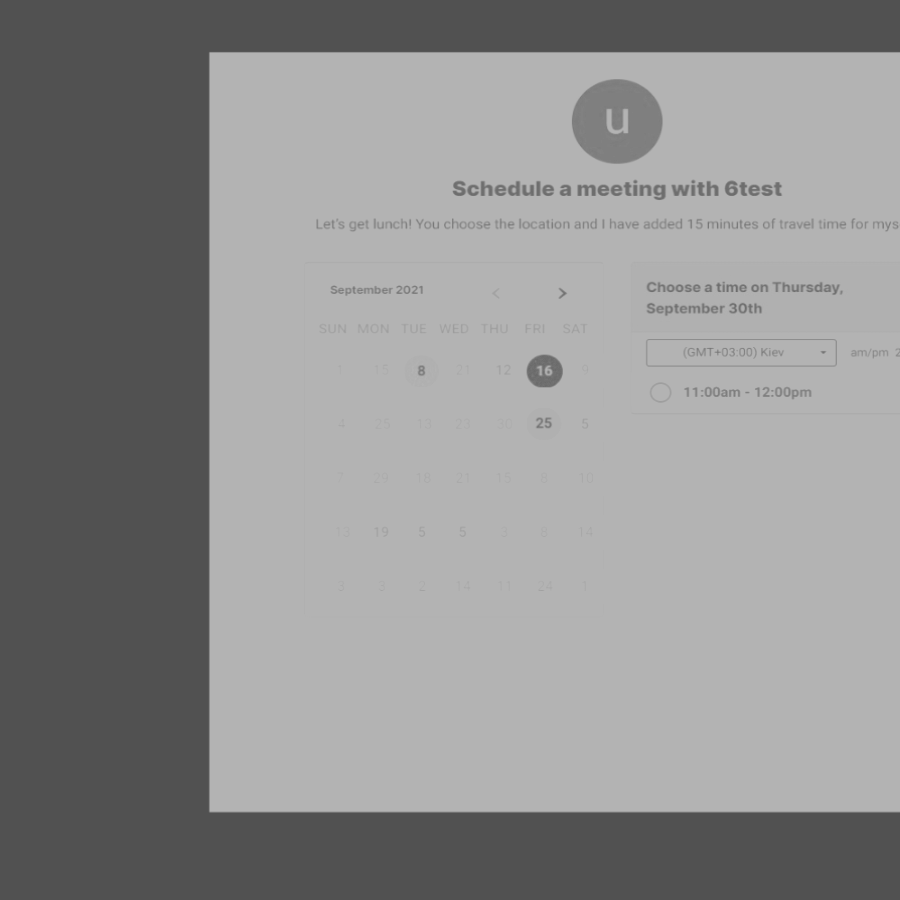 u
Schedule a meeting with 6test
Let's get lunch! You choose the location and I have added 15 minutes of travel time for mys
September 2021
SUN MON TUE WED THU FRI SAT
15 8 21 12 16 9
4 25 13 23 30 25 5
7 29 18 21 15 8 10
13 19 5 5 8 14
3 3 2 14 11 24 1
Choose a time on Thursday,
September 30th
(GMT+03:00) Kiev
am/pm 2
11:00am - 12:00pm